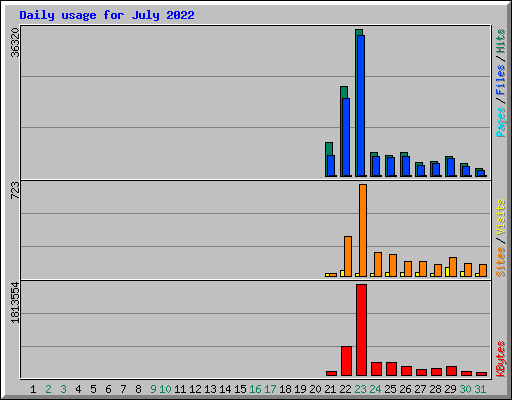 Daily usage for July 2022
36320
Pages / Files / Hits
723
Sites / Visits
1813554
KBytes
1 2 3 4 5 6 7 8 9 10 11 12 13 14 15 16 17 18 19 20 21 22 23 24 25 26 27 28 29 30 31